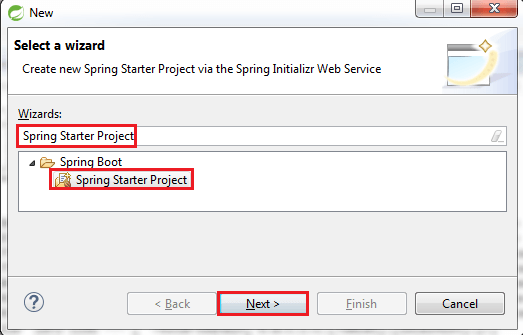 New
Select a wizard
Create new Spring Starter Project via the Spring Initializr Web Service
Wizards:
Spring Starter Project
Spring Boot
Spring Starter Project
?
< Back
Next >
Finish
Cancel